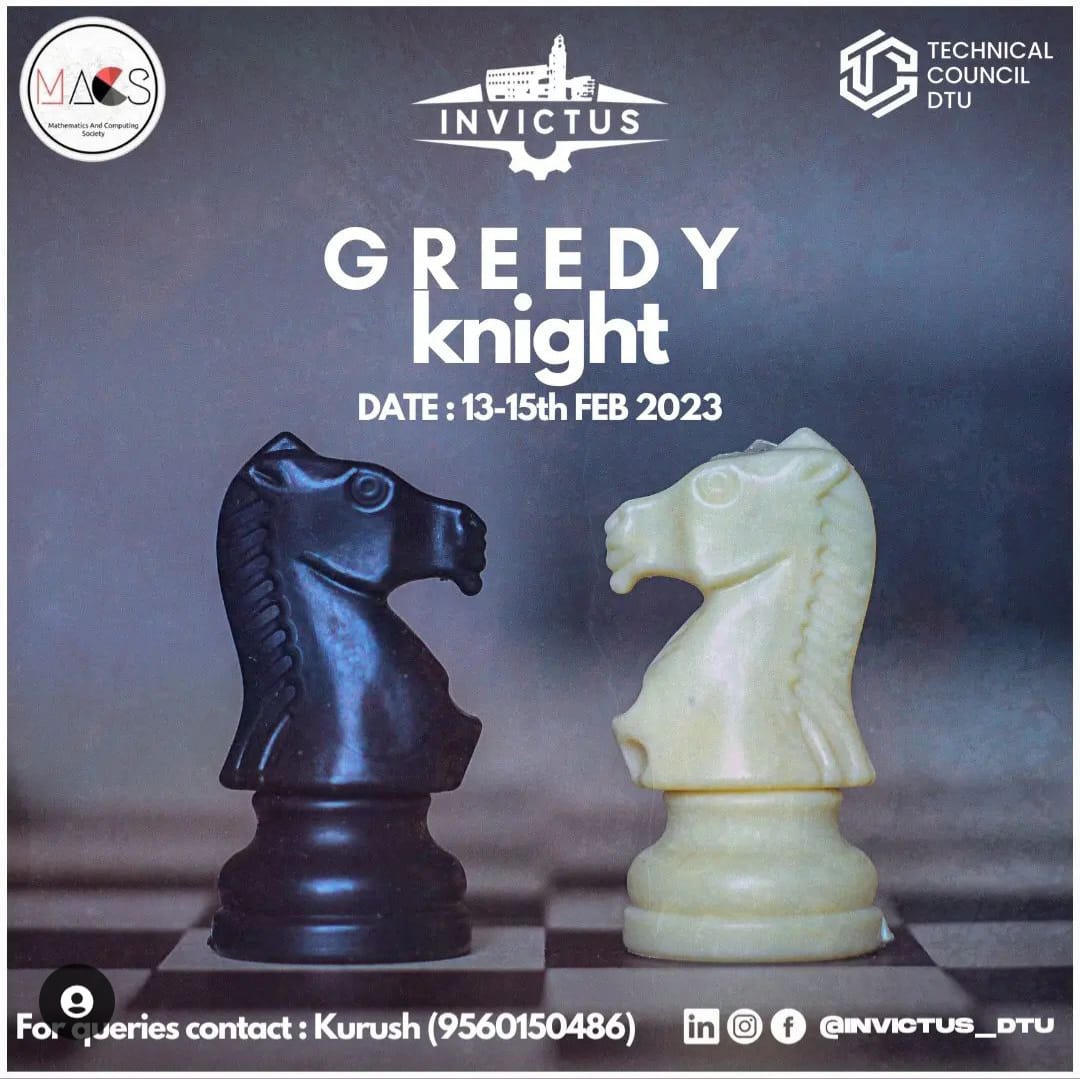 MACS
Mathematics And Computing
Society
INVICTUS
TECHNICAL
COUNCIL
DTU
GREEDY
knight
DATE : 13-15th FEB 2023
For queries contact : Kurush (9560150486)
in f @INVICTUS_DTU